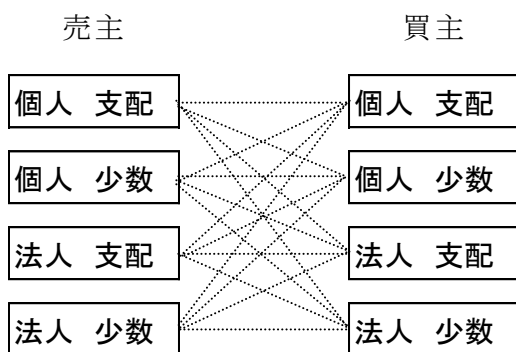 売主 買主
個人 支配 個人 支配
個人 少数 個人 少数
法人 支配 法人 支配
法人 少数 法人 少数